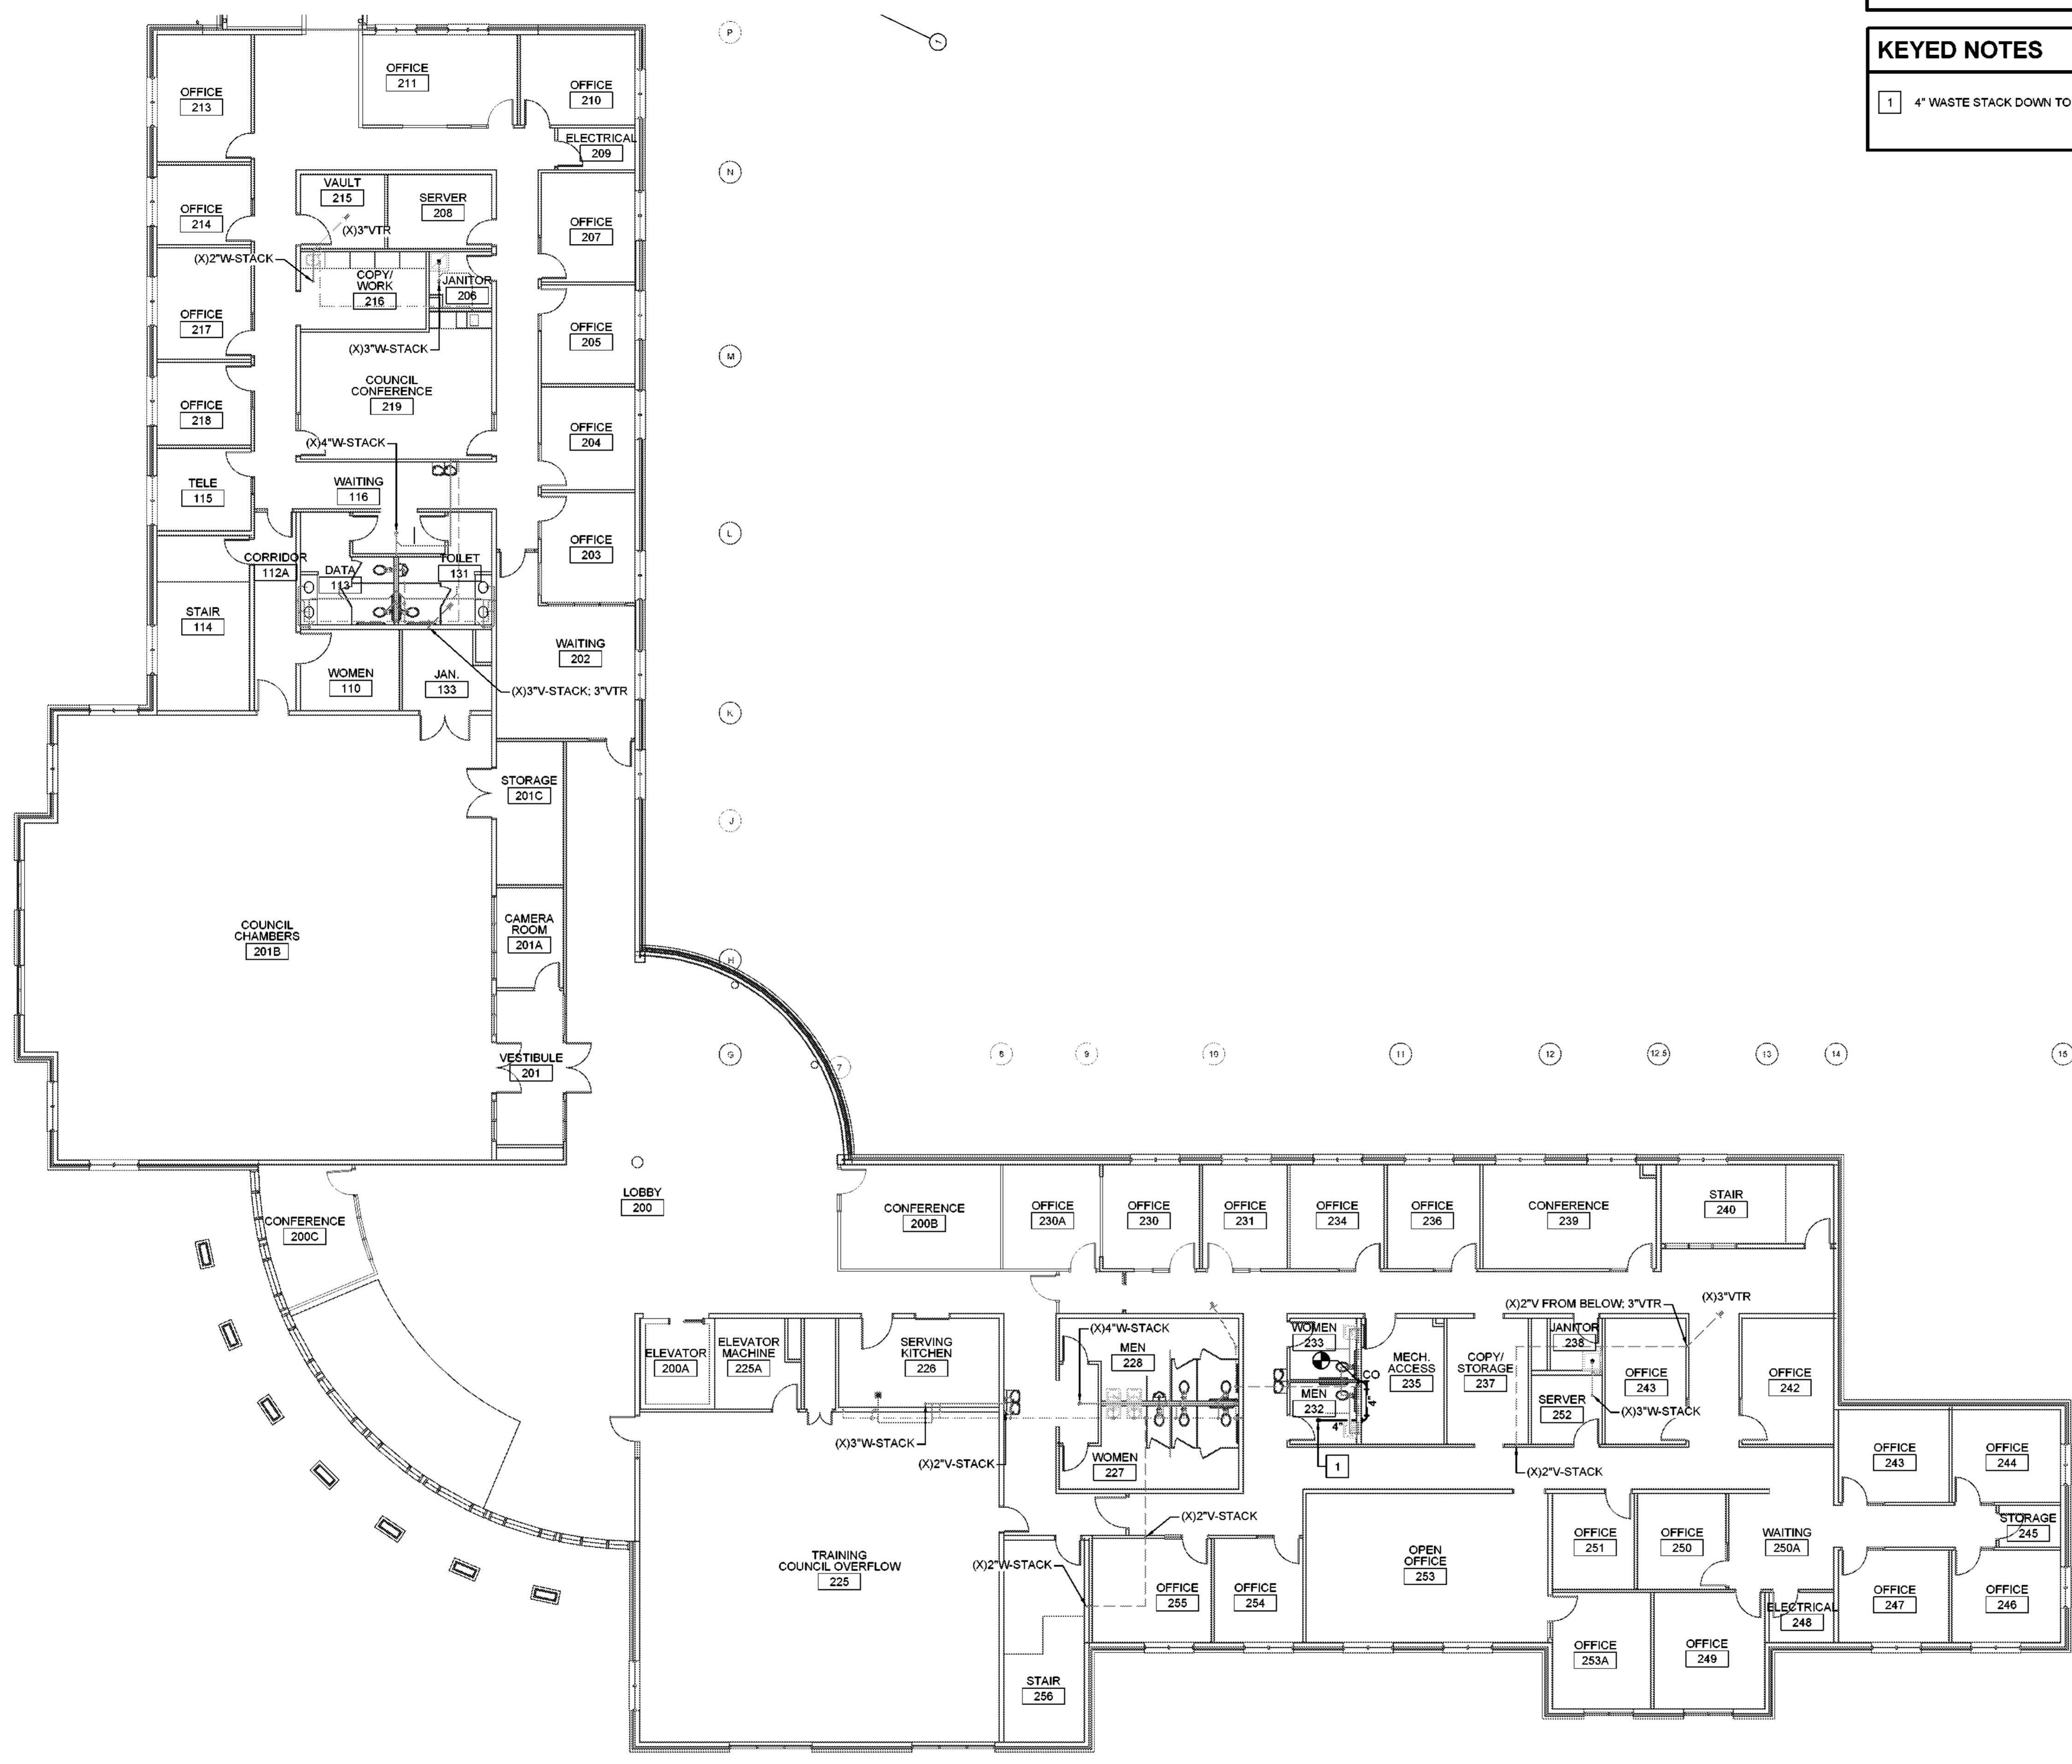 KEYED NOTES
1 4" WASTE STACK DOWN TO
P
1
OFFICE
213
OFFICE
211
OFFICE
210
ELECTRICAL
209
N
OFFICE
214
VAULT
215
SERVER
208
(X)3"VTR
OFFICE
207
(X)2"W-STACK
COPY/
WORK
216
JANITOR
206
OFFICE
217
OFFICE
205
(X)3"W-STACK
M
OFFICE
218
COUNCIL
CONFERENCE
219
OFFICE
204
(X)4"W-STACK
TELE
115
WAITING
116
L
OFFICE
203
CORRIDOR
112A
DATA
113
TOILET
131
STAIR
114
WAITING
202
WOMEN
110
JAN.
133
(X)3"V-STACK; 3"VTR
K
STORAGE
201C
J
CAMERA
ROOM
201A
COUNCIL
CHAMBERS
201B
H
VESTIBULE
201
G
7
8
9
10
11
12
12.5
13
14
15
LOBBY
200
CONFERENCE
200C
CONFERENCE
200B
OFFICE
230A
OFFICE
230
OFFICE
231
OFFICE
234
OFFICE
236
CONFERENCE
239
STAIR
240
(X)2"V FROM BELOW; 3"VTR
(X)3"VTR
ELEVATOR
200A
ELEVATOR
MACHINE
225A
SERVING
KITCHEN
226
(X)4"W-STACK
MEN
228
WOMEN
233
MEN
232
CO
4"
4"
MECH.
ACCESS
235
COPY/
STORAGE
237
JANITOR
238
OFFICE
243
OFFICE
242
SERVER
252
(X)3"W-STACK
(X)3"W-STACK
(X)2"V-STACK
WOMEN
227
1
(X)2"V-STACK
OFFICE
243
OFFICE
244
(X)2"V-STACK
STORAGE
245
TRAINING
COUNCIL OVERFLOW
225
(X)2"W-STACK
OFFICE
255
OFFICE
254
OPEN
OFFICE
253
OFFICE
251
OFFICE
250
WAITING
250A
OFFICE
247
OFFICE
246
ELECTRICAL
248
OFFICE
253A
OFFICE
249
STAIR
256